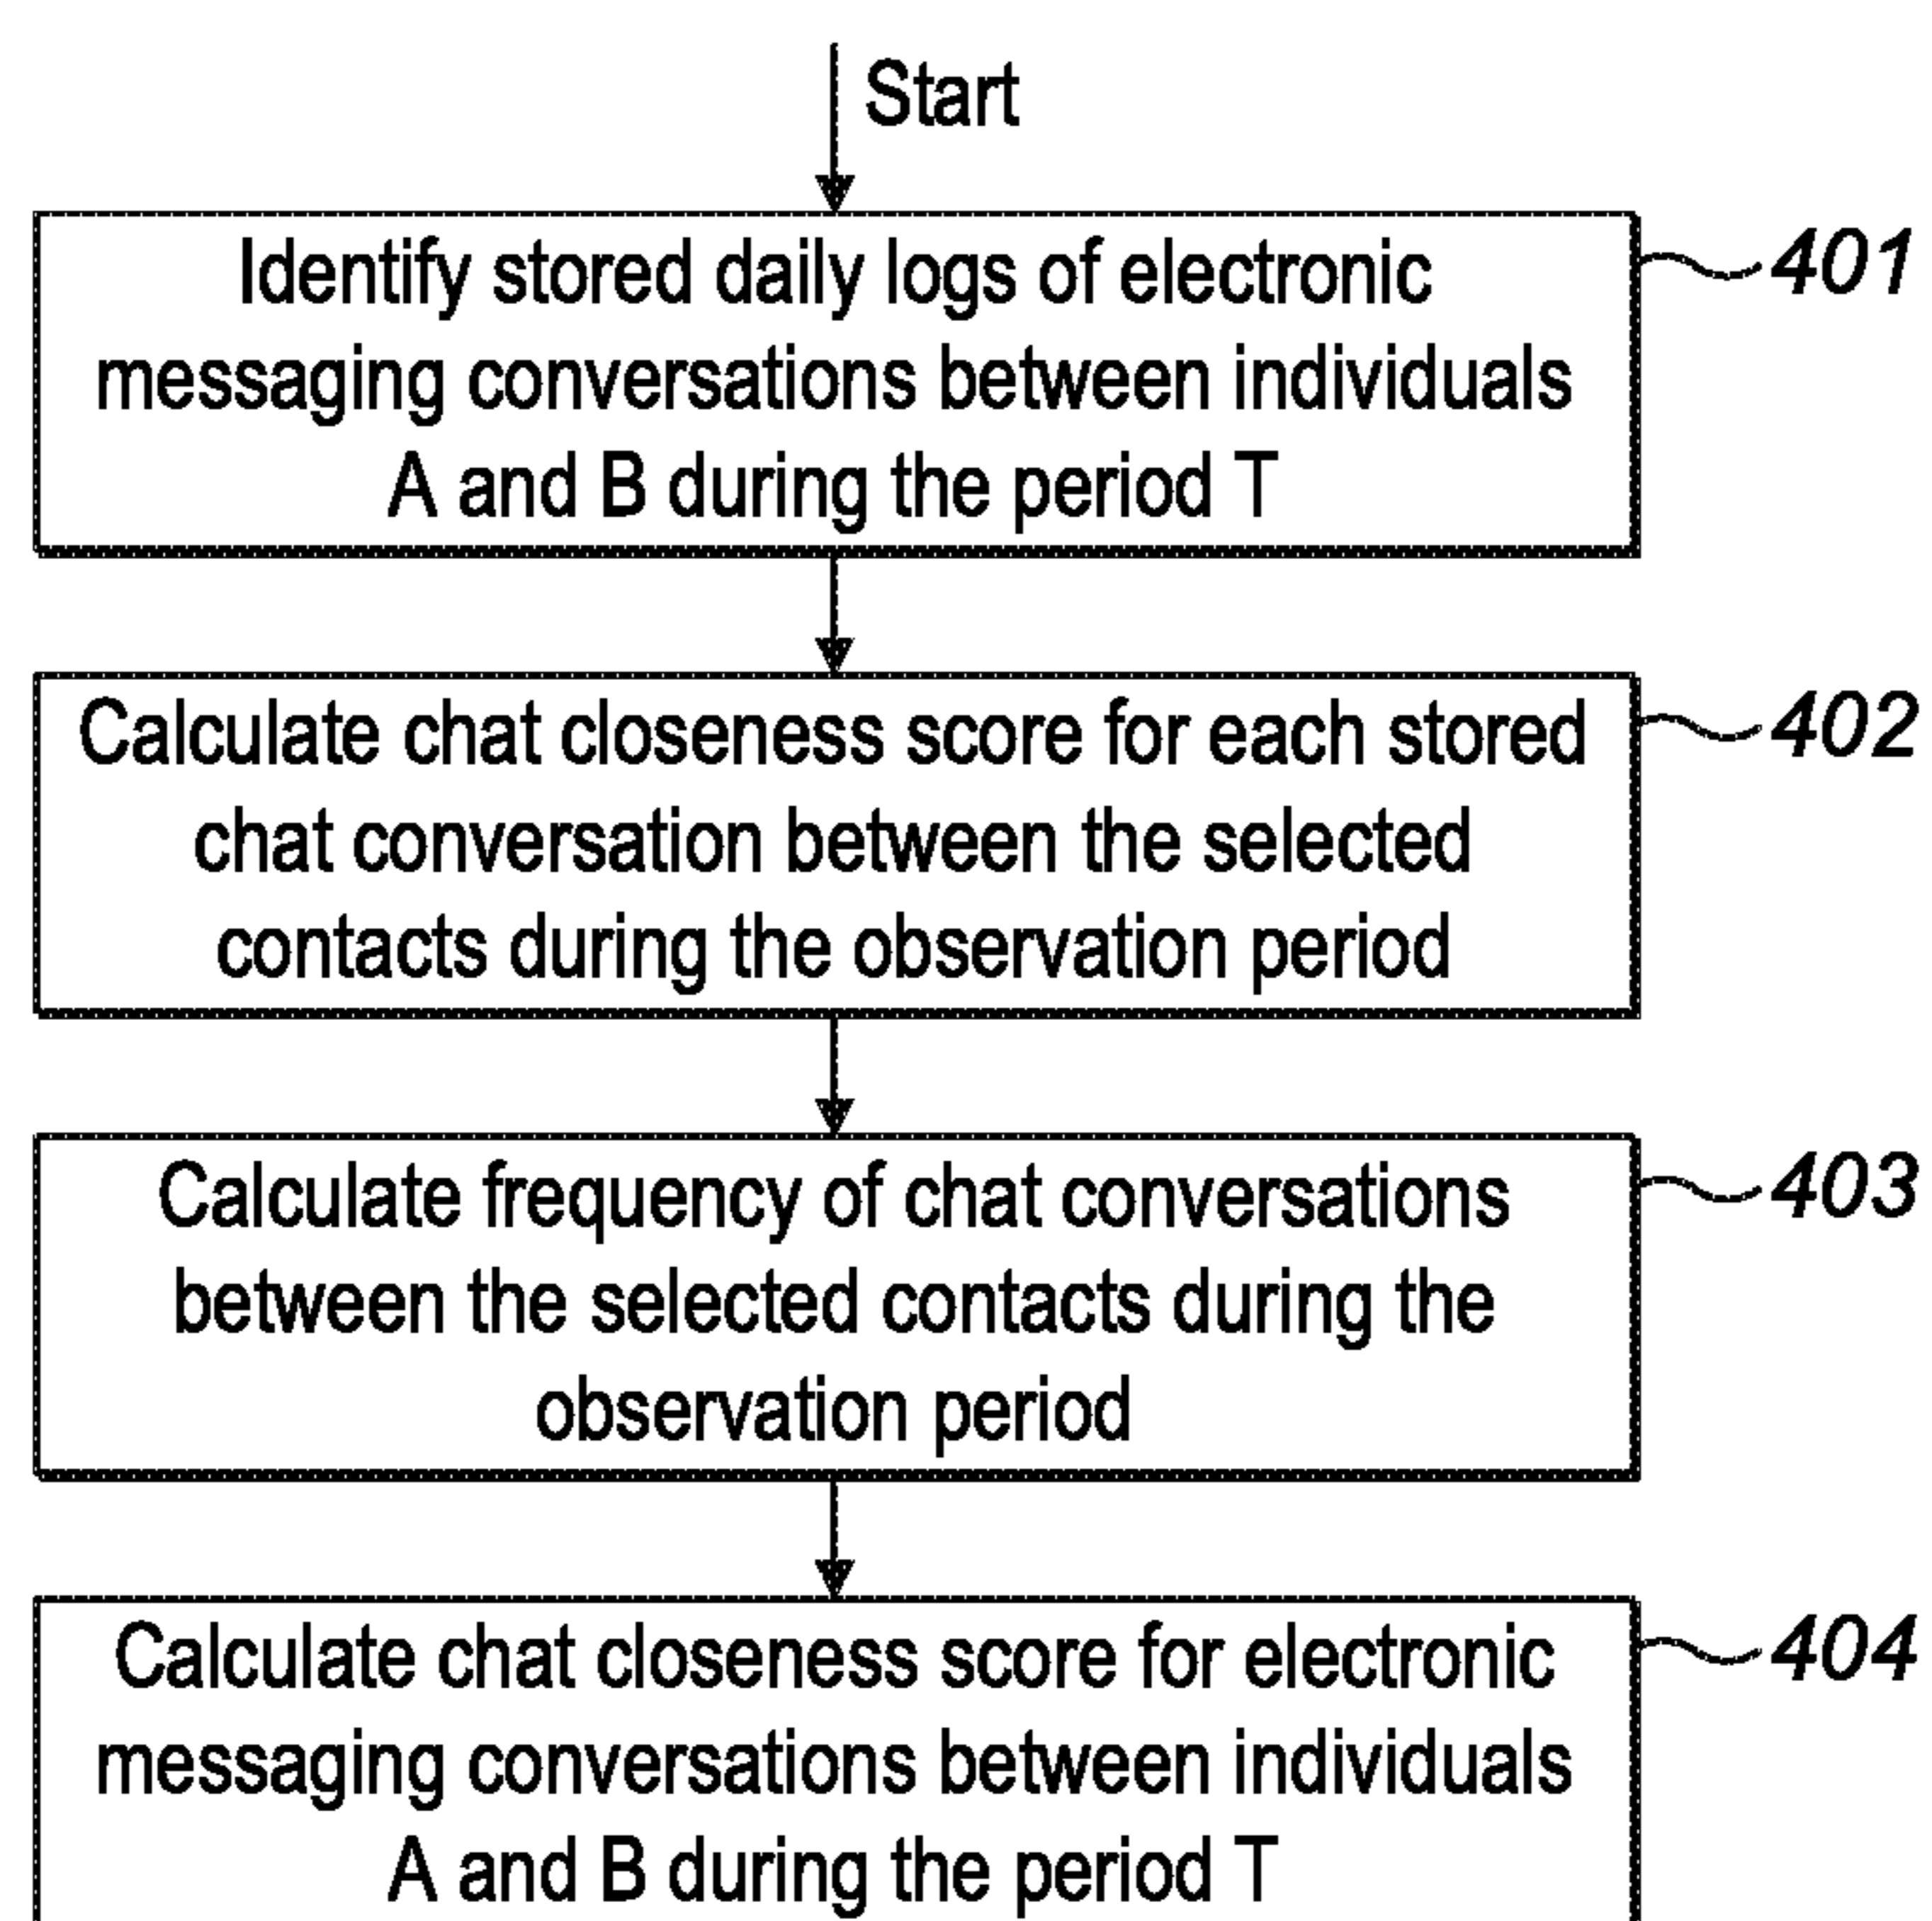 Start
Identify stored daily logs of electronic
messaging conversations between individuals
A and B during the period T
401
Calculate chat closeness score for each stored
chat conversation between the selected
contacts during the observation period
402
Calculate frequency of chat conversations
between the selected contacts during the
observation period
403
Calculate chat closeness score for electronic
messaging conversations between individuals
A and B during the period T
404